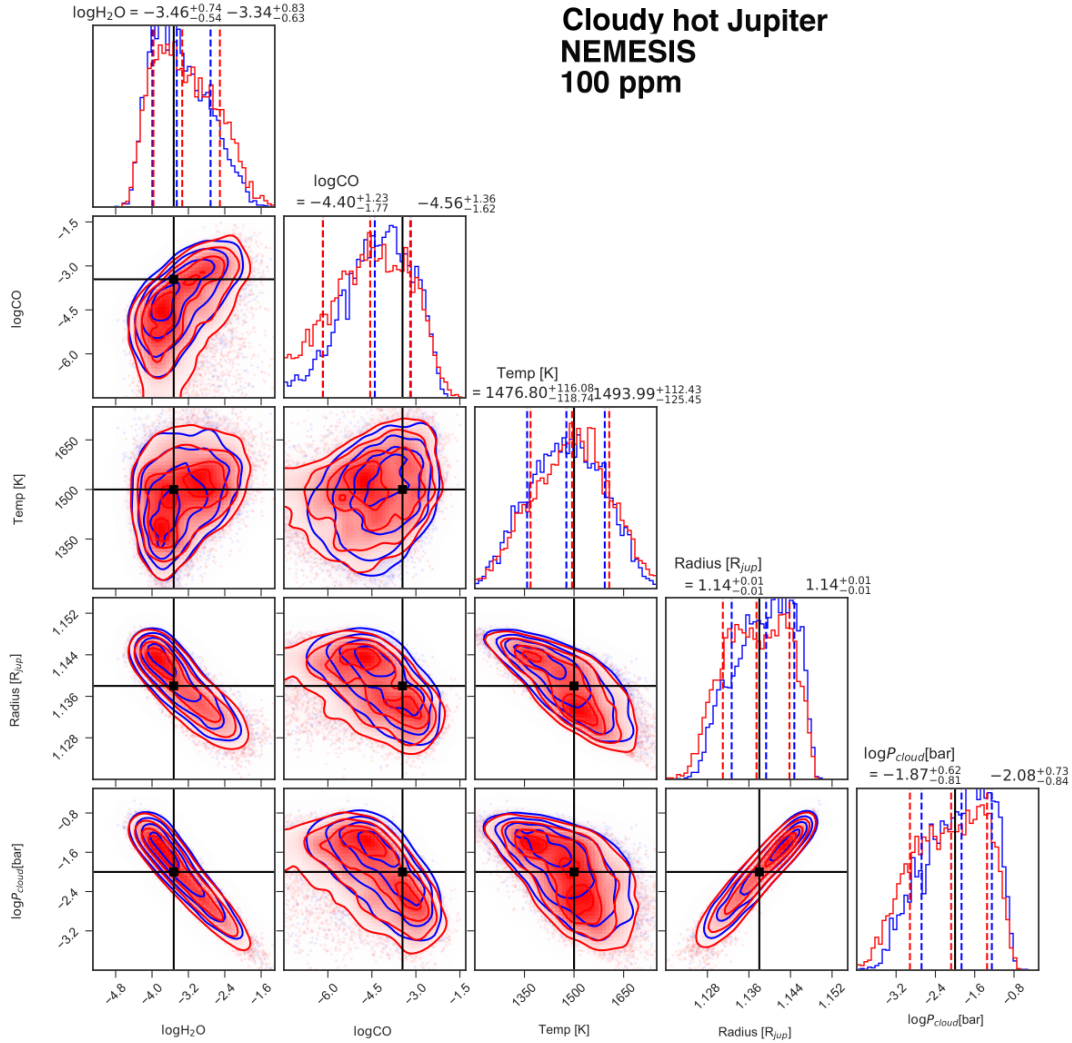 Cloudy hot Jupiter
NEMESIS
100 ppm
logH₂O = −3.46+0.74 −0.54 −3.34+0.83 −0.63
logCO
= −4.40+1.23 −1.77 −4.56+1.36 −1.62
Temp [K]
= 1476.80+116.08 −118.74 1493.99+112.43 −125.45
Radius [Rjup]
= 1.14+0.01 −0.01 1.14+0.01 −0.01
logPcloud[bar]
= −1.87+0.62 −0.81 −2.08+0.73 −0.84
logCO
−1.5
−3.0
−4.5
−6.0
Temp [K]
1650
1500
1350
Radius [Rjup]
1.152
1.144
1.136
1.128
logPcloud[bar]
−0.8
−1.6
−2.4
−3.2
−4.8 −4.0 −3.2 −2.4 −1.6
logH₂O
−6.0 −4.5 −3.0 −1.5
logCO
1350 1500 1650
Temp [K]
1.128 1.136 1.144 1.152
Radius [Rjup]
−3.2 −2.4 −1.6 −0.8
logPcloud[bar]